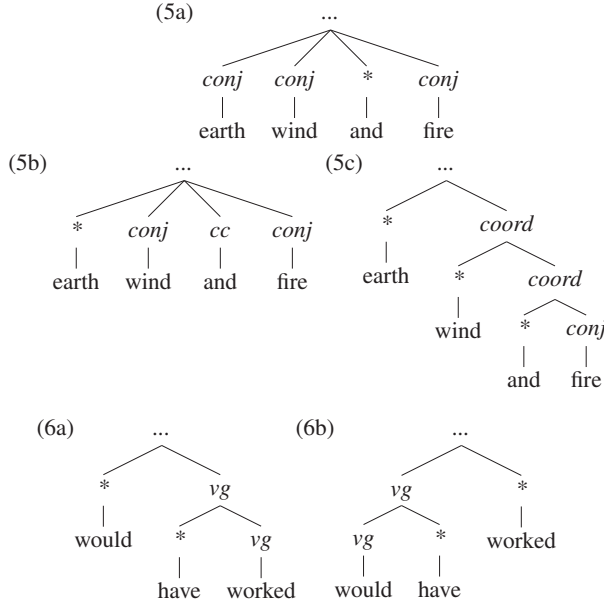 (5a) ...
conj conj * conj
earth wind and fire
(5b) ... (5c) ...
* conj cc conj * coord
earth wind and fire earth * coord
wind * conj
and fire
(6a) ... (6b) ...
* vg vg *
would * vg vg * worked
have worked would have